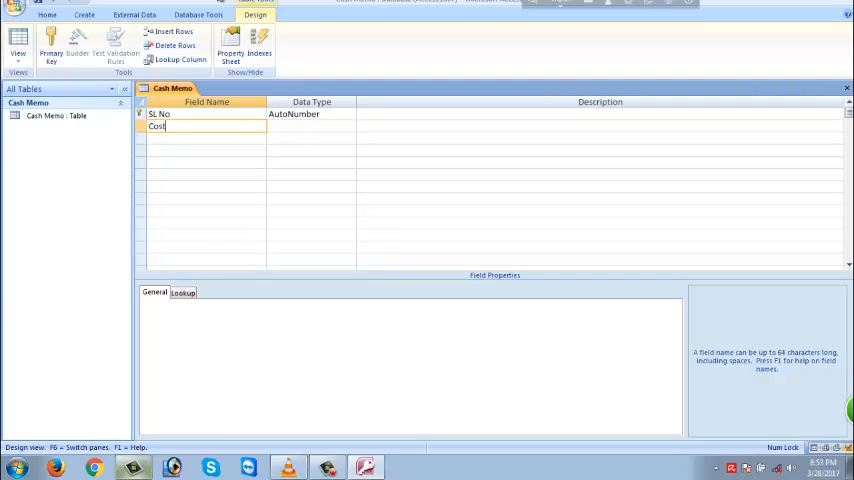 Home Create External Data Database Tools Design
View
Primary Key
Builder
Test Validation Rules
Insert Rows
Delete Rows
Lookup Column
Property Sheet
Indexes
Views Tools Show/Hide
All Tables
Cash Memo
Cash Memo : Table
Cash Memo
Field Name Data Type Description
SL No AutoNumber
Cost
Field Properties
General Lookup
A field name can be up to 64 characters long,
including spaces. Press F1 for help on field
names.
Design view. F6 = Switch panes. F1 = Help.
Num Lock
8:53 PM
3/28/2017